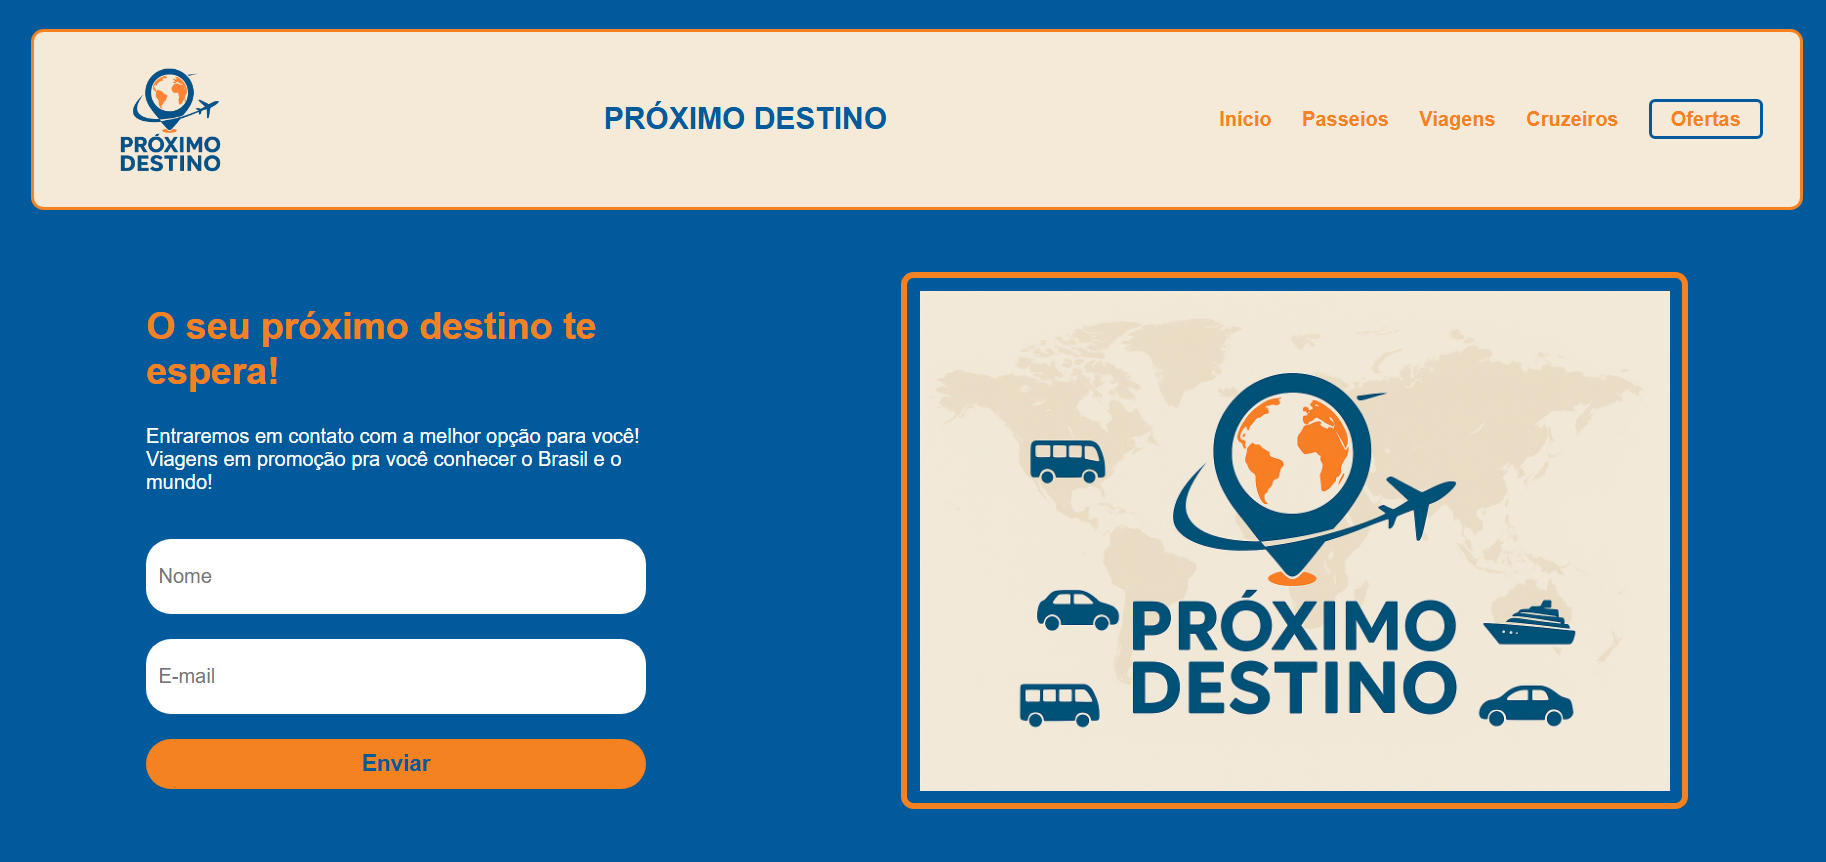 PRÓXIMO
DESTINO
PRÓXIMO DESTINO
Início Passeios Viagens Cruzeiros Ofertas
O seu próximo destino te
espera!
Entraremos em contato com a melhor opção para você!
Viagens em promoção pra você conhecer o Brasil e o
mundo!
Nome
E-mail
Enviar
PRÓXIMO
DESTINO